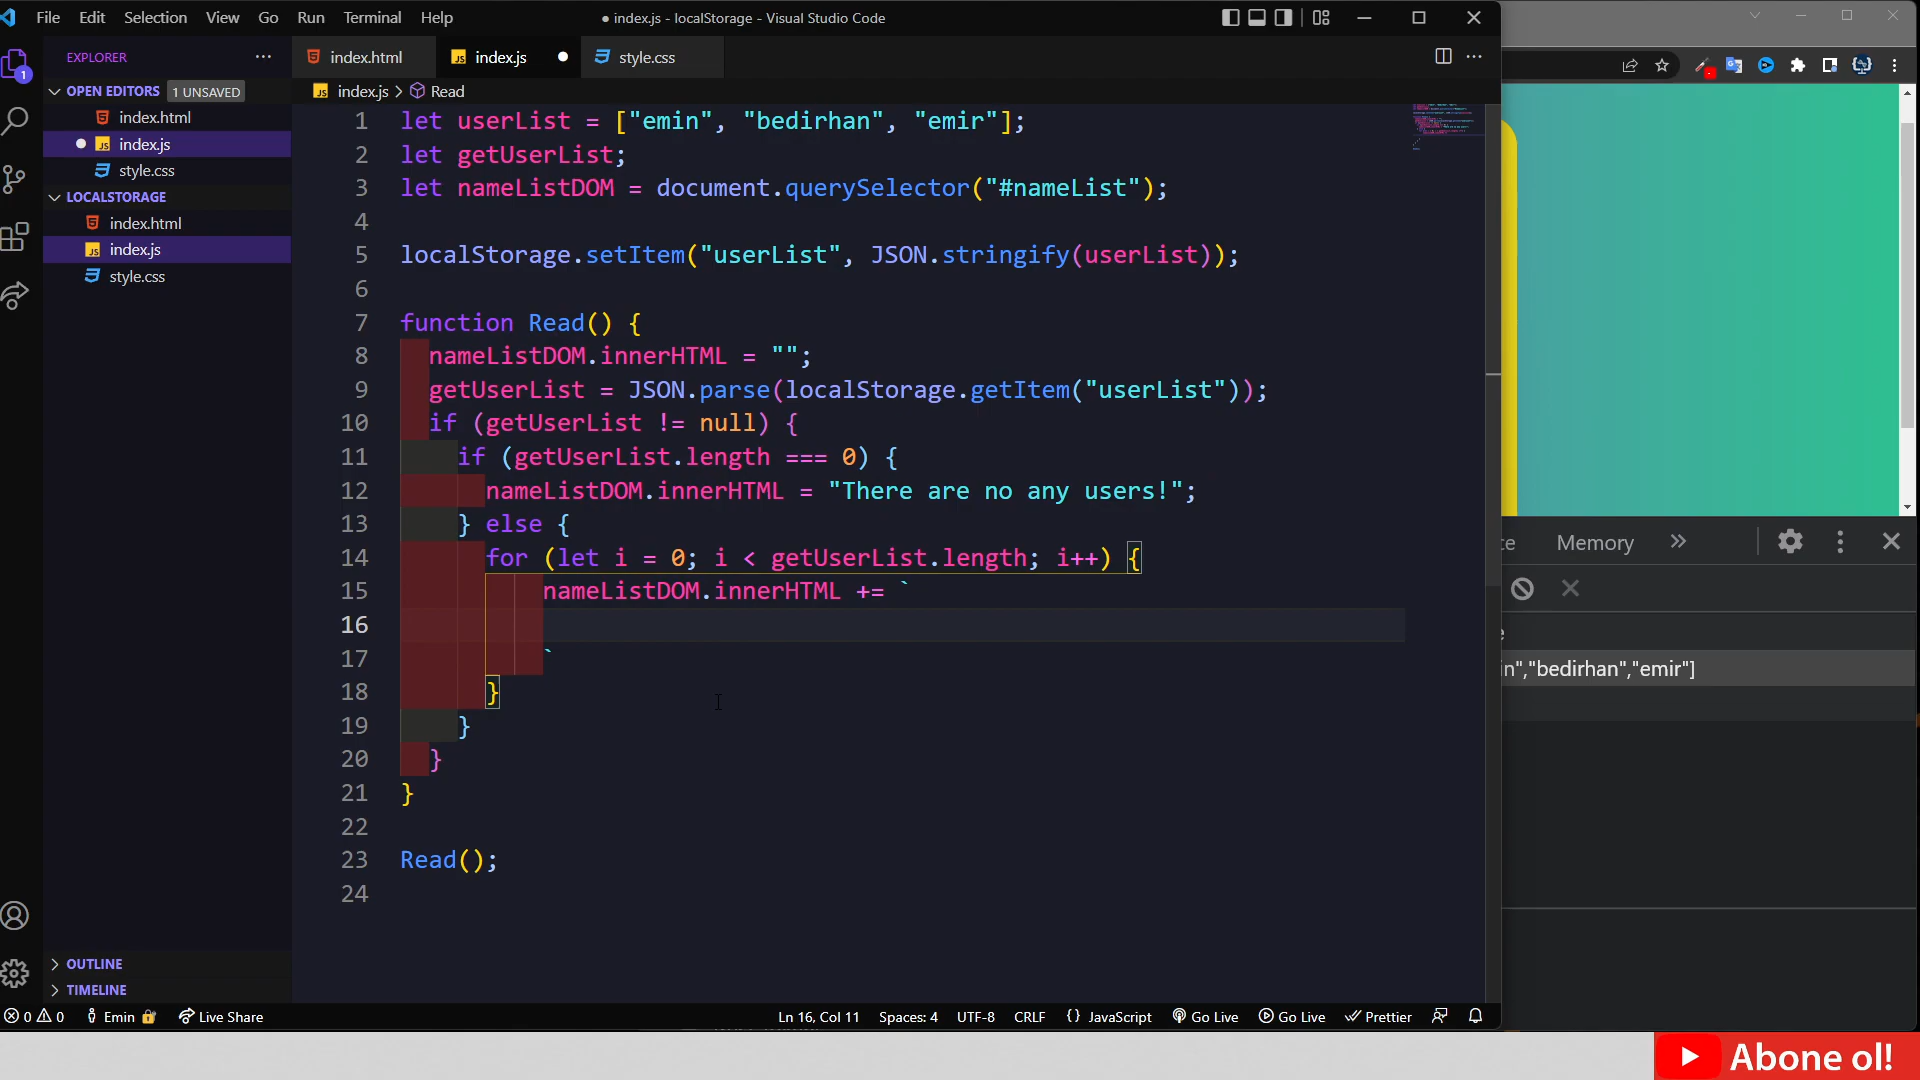 File Edit Selection View Go Run Terminal Help
● index.js - localStorage - Visual Studio Code
EXPLORER
index.html
index.js
style.css
OPEN EDITORS 1 UNSAVED
index.js > Read
index.html
index.js
style.css
LOCALSTORAGE
index.html
index.js
style.css
1 let userList = ["emin", "bedirhan", "emir"];
2 let getUserList;
3 let nameListDOM = document.querySelector("#nameList");
4
5 localStorage.setItem("userList", JSON.stringify(userList));
6
7 function Read() {
8 nameListDOM.innerHTML = "";
9 getUserList = JSON.parse(localStorage.getItem("userList"));
10 if (getUserList != null) {
11 if (getUserList.length === 0) {
12 nameListDOM.innerHTML = "There are no any users!";
13 } else {
14 for (let i = 0; i < getUserList.length; i++) {
15 nameListDOM.innerHTML += `
16
17 `
18 }
19 }
20 }
21 }
22
23 Read();
24
Memory
"bedirhan","emir"]
OUTLINE
TIMELINE
1
0 0 Emin Live Share
Ln 16, Col 11 Spaces: 4 UTF-8 CRLF {} JavaScript Go Live Go Live Prettier
Abone ol!